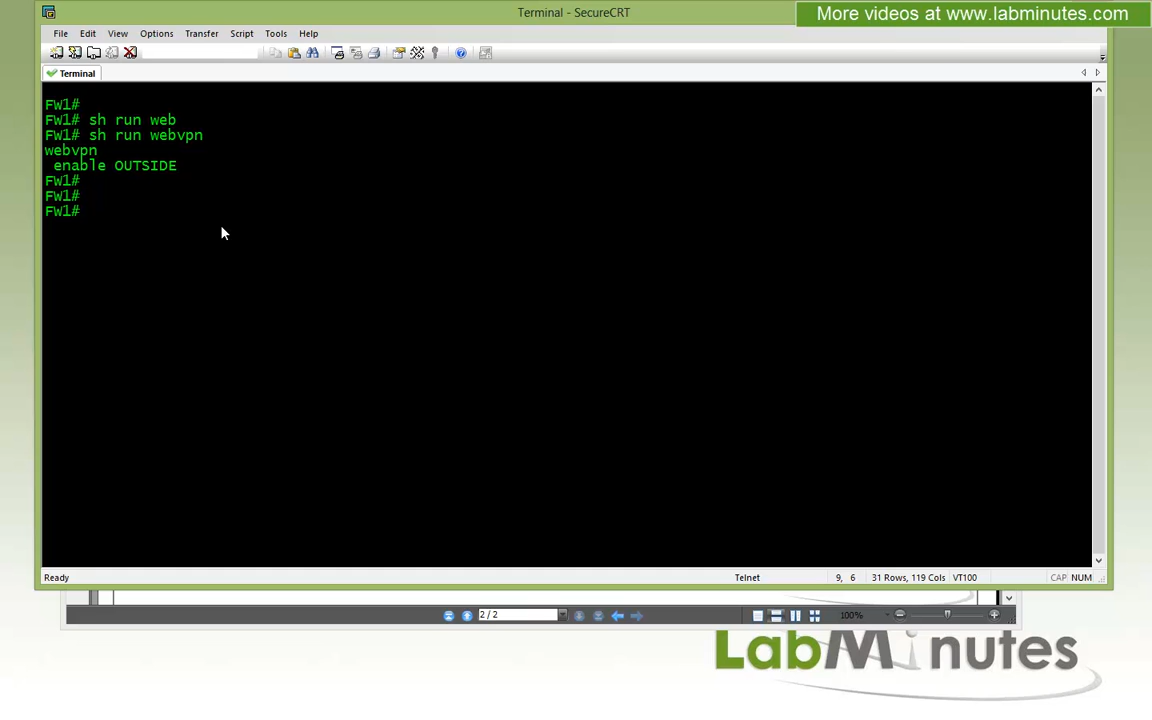 Terminal - SecureCRT
More videos at www.labminutes.com
File Edit View Options Transfer Script Tools Help
Terminal
FW1#
FW1# sh run web
FW1# sh run webvpn
webvpn
 enable OUTSIDE
FW1#
FW1#
FW1#
Ready Telnet 9, 6 31 Rows, 119 Cols VT100 CAP NUM
2 / 2 100%
LabMinutes